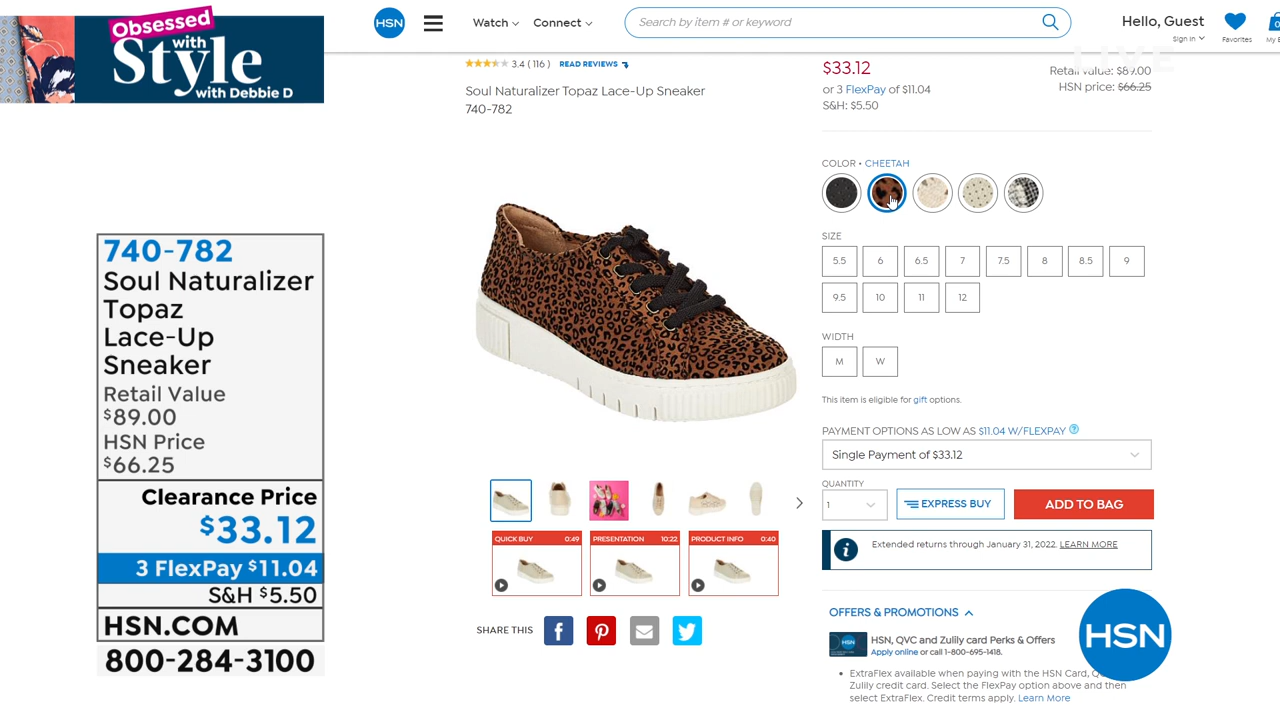 Obsessed
with
Style
with Debbie D
HSN
Watch
Connect
Search by item # or keyword
Hello, Guest
Sign In
Favorites
0
LIVE
3.4 ( 116 )
READ REVIEWS
Soul Naturalizer Topaz Lace-Up Sneaker
740-782
$33.12
or 3 FlexPay of $11.04
S&H: $5.50
Retail Value: $89.00
HSN price: $66.25
COLOR • CHEETAH
SIZE
5.5 6 6.5 7 7.5 8 8.5 9
9.5 10 11 12
WIDTH
M W
This item is eligible for gift options.
PAYMENT OPTIONS AS LOW AS $11.04 W/FLEXPAY ?
Single Payment of $33.12
QUANTITY
1
EXPRESS BUY
ADD TO BAG
i
Extended returns through January 31, 2022. LEARN MORE
OFFERS & PROMOTIONS
HSN, QVC and Zulily card Perks & Offers
Apply online or call 1-800-695-1418.
• ExtraFlex available when paying with the HSN Card,
Zulily credit card. Select the FlexPay option above and then
select ExtraFlex. Credit terms apply. Learn More
HSN
QUICK BUY 0:49
PRESENTATION 10:22
PRODUCT INFO 0:40
SHARE THIS
740-782
Soul Naturalizer
Topaz
Lace-Up
Sneaker
Retail Value
$89.00
HSN Price
$66.25
Clearance Price
$33.12
3 FlexPay $11.04
S&H $5.50
HSN.COM
800-284-3100